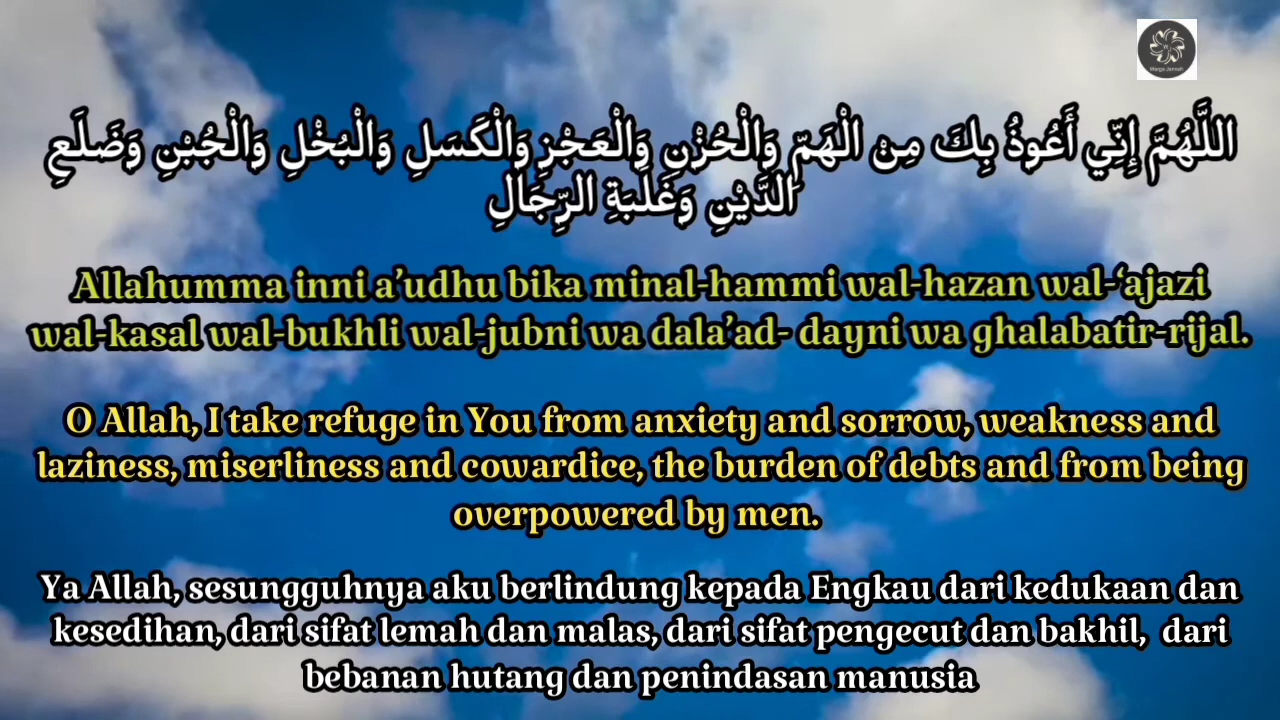 Warga Jannah
اللَّهُمَّ إِنِّي أَعُوذُ بِكَ مِنْ الْهَمِّ وَالْحُزْنِ وَالْعَجْزِ وَالْكَسَلِ وَالْبُخْلِ وَالْجُبْنِ وَضَلَعِ
الدَّيْنِ وَغَلَبَةِ الرِّجَالِ
Allahumma inni a’udhu bika minal-hammi wal-hazan wal-‘ajazi
wal-kasal wal-bukhli wal-jubni wa dala’ad- dayni wa ghalabatir-rijal.
O Allah, I take refuge in You from anxiety and sorrow, weakness and
laziness, miserliness and cowardice, the burden of debts and from being
overpowered by men.
Ya Allah, sesungguhnya aku berlindung kepada Engkau dari kedukaan dan
kesedihan, dari sifat lemah dan malas, dari sifat pengecut dan bakhil, dari
bebanan hutang dan penindasan manusia